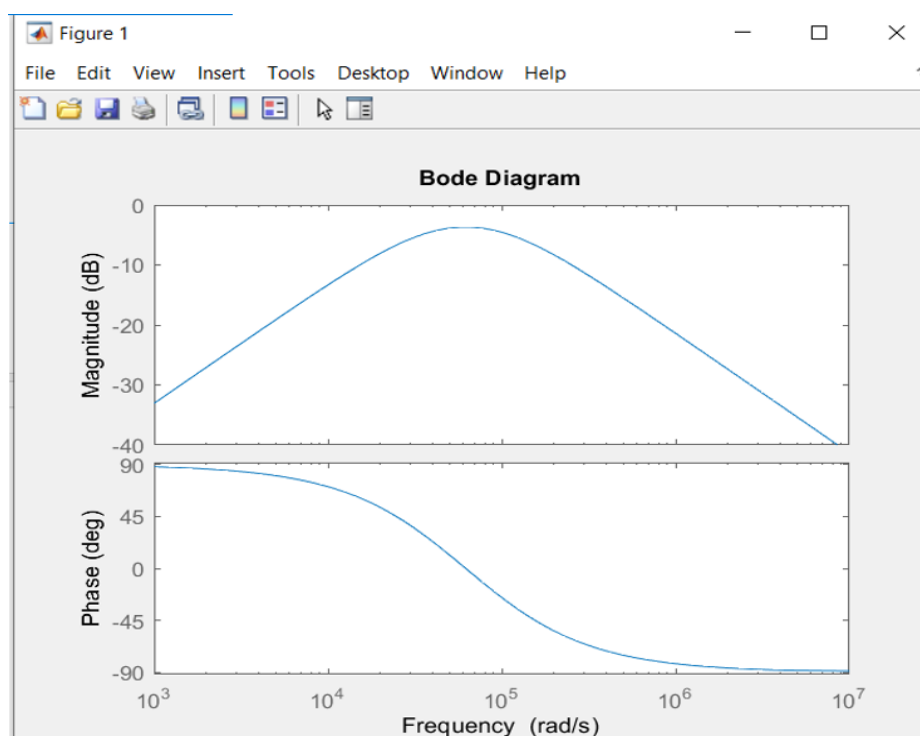 Figure 1
File Edit View Insert Tools Desktop Window Help
Bode Diagram
Magnitude (dB)
0
-10
-20
-30
-40
Phase (deg)
90
45
0
-45
-90
10^3 10^4 10^5 10^6 10^7
Frequency (rad/s)